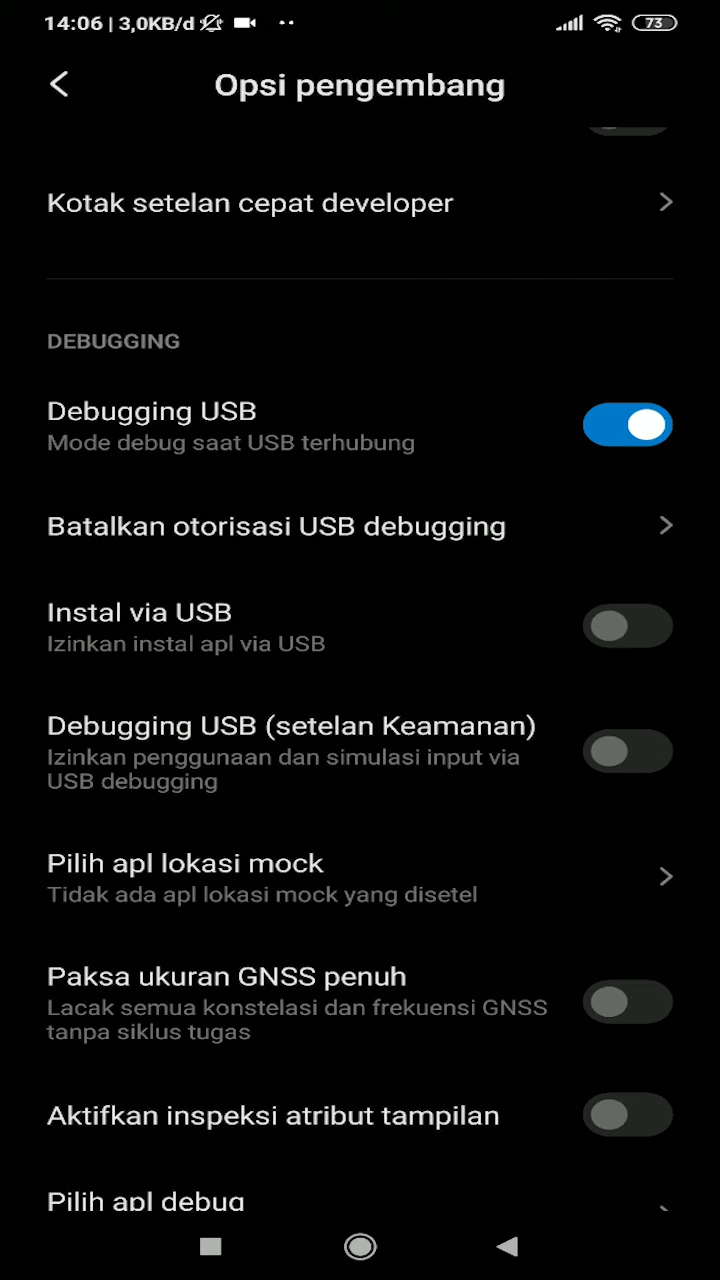 14:06 | 3,0KB/d
73
Opsi pengembang
Kotak setelan cepat developer
DEBUGGING
Debugging USB
Mode debug saat USB terhubung
Batalkan otorisasi USB debugging
Instal via USB
Izinkan instal apl via USB
Debugging USB (setelan Keamanan)
Izinkan penggunaan dan simulasi input via
USB debugging
Pilih apl lokasi mock
Tidak ada apl lokasi mock yang disetel
Paksa ukuran GNSS penuh
Lacak semua konstelasi dan frekuensi GNSS
tanpa siklus tugas
Aktifkan inspeksi atribut tampilan
Pilih apl debug